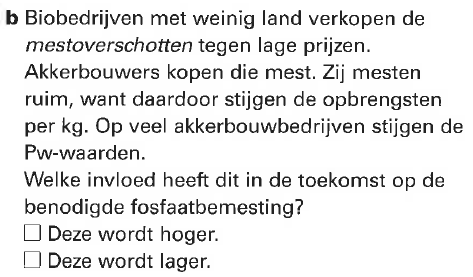 b Biobedrijven met weinig land verkopen de
mestoverschotten tegen lage prijzen.
Akkerbouwers kopen die mest. Zij mesten
ruim, want daardoor stijgen de opbrengsten
per kg. Op veel akkerbouwbedrijven stijgen de
Pw-waarden.
Welke invloed heeft dit in de toekomst op de
benodigde fosfaatbemesting?
☐ Deze wordt hoger.
☐ Deze wordt lager.